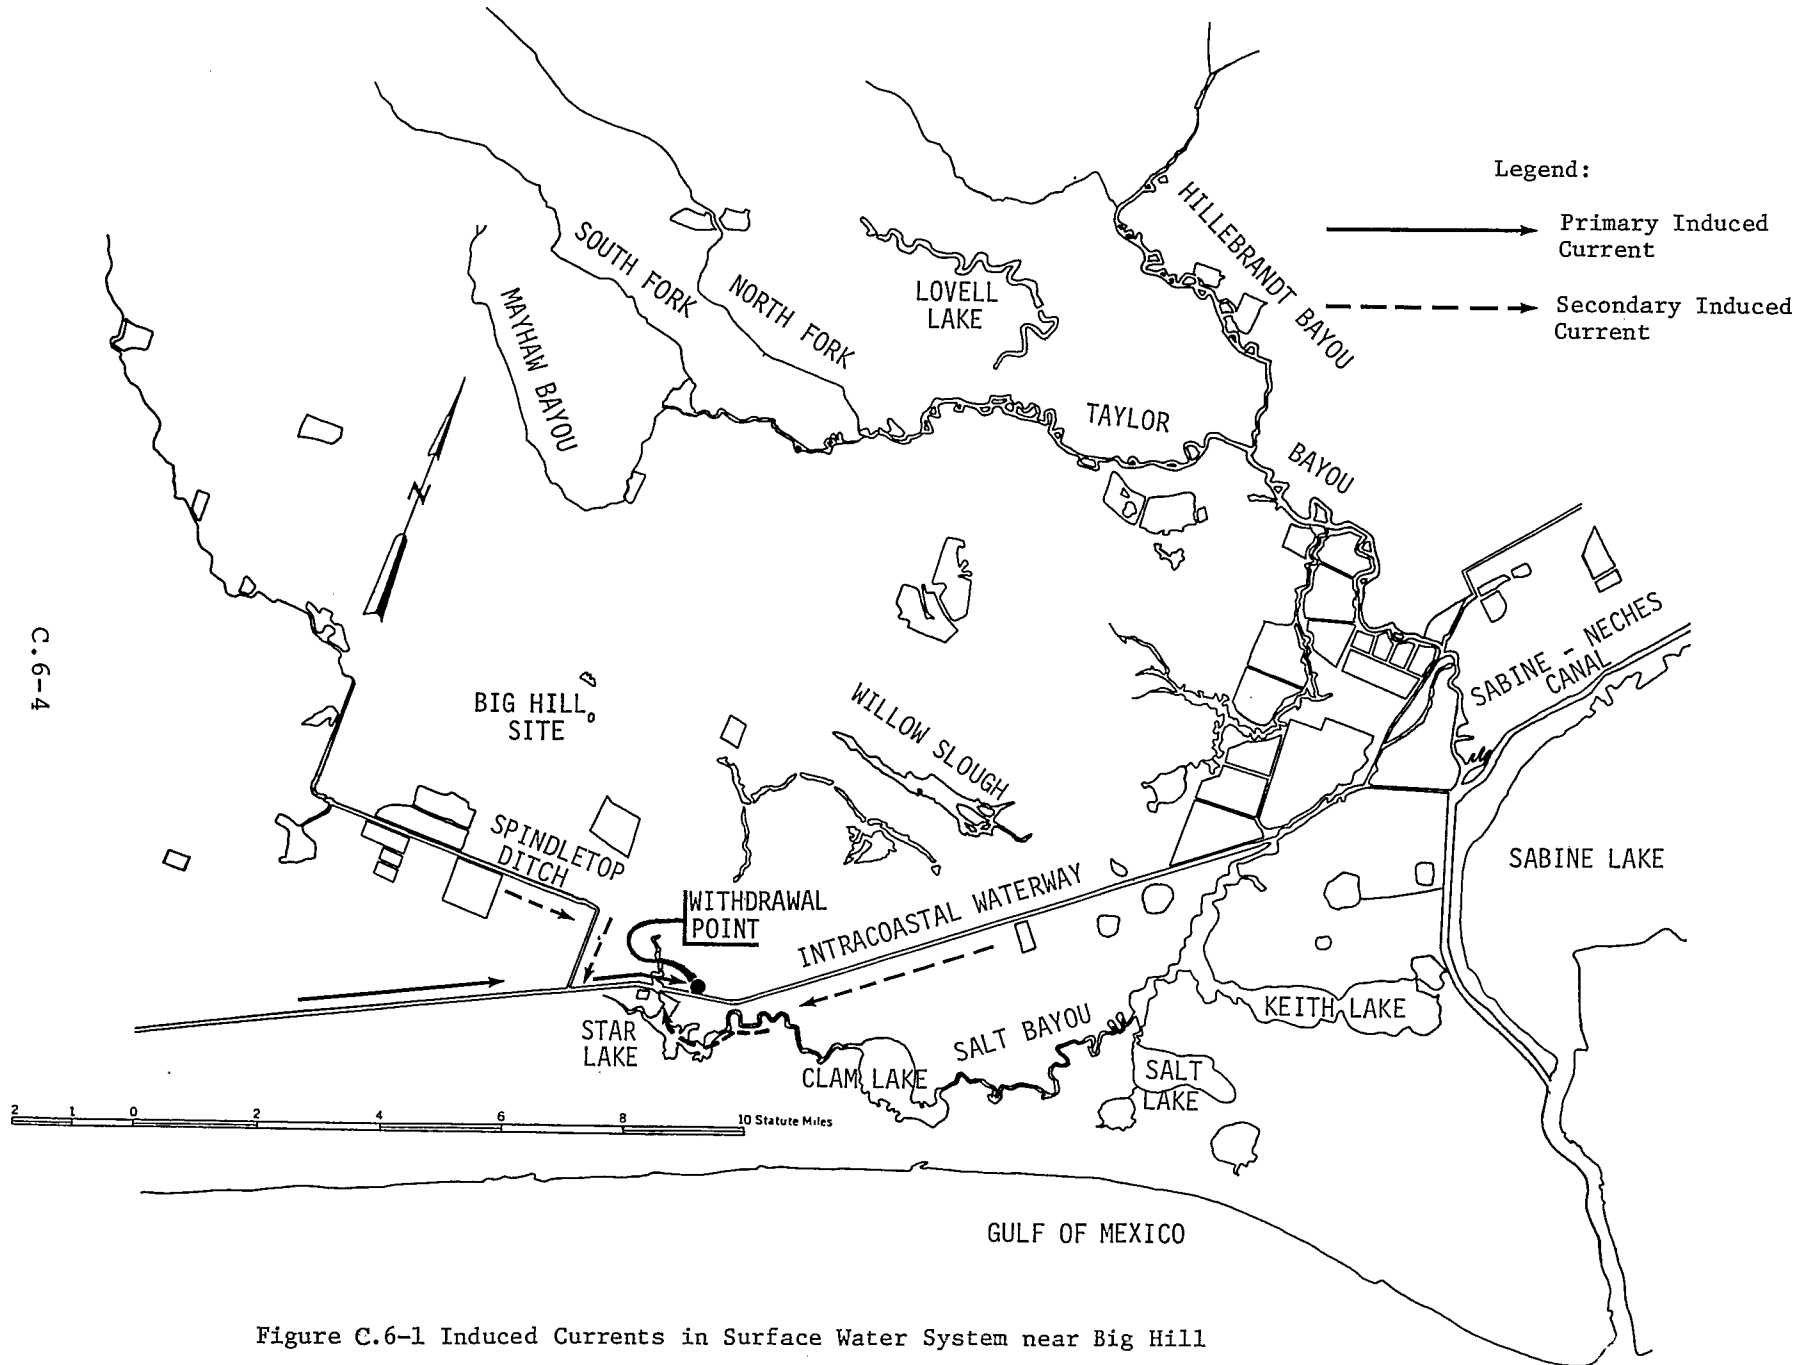 Legend:
Primary Induced
Current
Secondary Induced
Current
HILLEBRANDT BAYOU
SOUTH FORK
NORTH FORK
LOVELL
LAKE
MAYHAW BAYOU
TAYLOR
BAYOU
N
SABINE - NECHES
CANAL
C.6-4
BIG HILL
SITE
WILLOW SLOUGH
SPINDLETOP
DITCH
SABINE LAKE
WITHDRAWAL
POINT
INTRACOASTAL WATERWAY
KEITH LAKE
STAR
LAKE
SALT BAYOU
CLAM LAKE
SALT
LAKE
2 1 0 2 4 6 8 10 Statute Miles
GULF OF MEXICO
Figure C.6-1 Induced Currents in Surface Water System near Big Hill